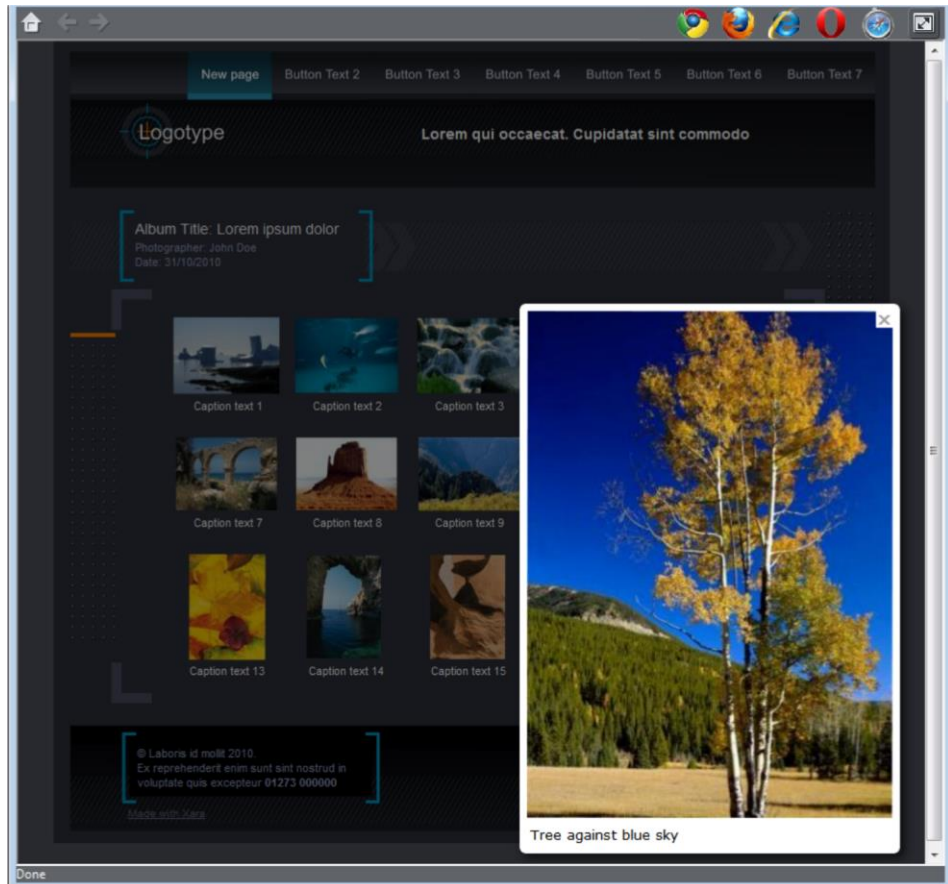 New page Button Text 2 Button Text 3 Button Text 4 Button Text 5 Button Text 6 Button Text 7
Logotype
Lorem qui occaecat. Cupidatat sint commodo
Album Title: Lorem ipsum dolor
Photographer: John Doe
Date: 31/10/2010
Caption text 1 Caption text 2 Caption text 3
Caption text 7 Caption text 8 Caption text 9
Caption text 13 Caption text 14 Caption text 15
Tree against blue sky
© Laboris id mollit 2010.
Ex reprehenderit enim sunt sint nostrud in
voluptate quis excepteur 01273 000000
Made with Xara
Done